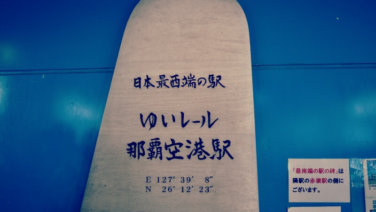 日本最西端の駅
ゆいレール
那覇空港駅
E 127° 39′ 8″
N 26° 12′ 23″
「最南端の駅の碑」は
隣駅の赤嶺駅の側に
ございます。